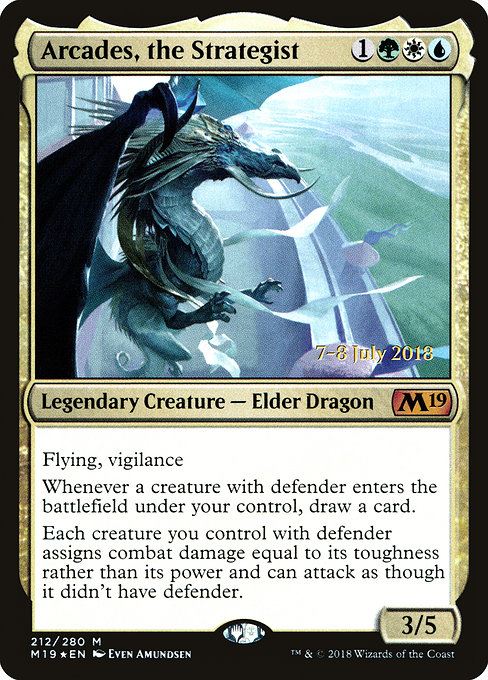 Arcades, the Strategist 1
7–8 July 2018
Legendary Creature — Elder Dragon M19
Flying, vigilance
Whenever a creature with defender enters the
battlefield under your control, draw a card.
Each creature you control with defender
assigns combat damage equal to its toughness
rather than its power and can attack as though
it didn't have defender.
3/5
212/280 M
M19★EN Even Amundsen
™ & © 2018 Wizards of the Coast